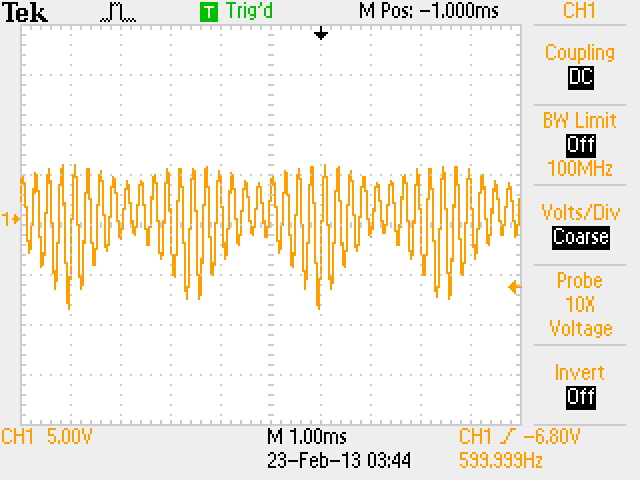 Tek T Trig'd M Pos: -1.000ms CH1
Coupling
DC
BW Limit
Off
100MHz
Volts/Div
Coarse
1
Probe
10X
Voltage
Invert
Off
CH1 5.00V M 1.00ms CH1 -6.80V
23-Feb-13 03:44 599.999Hz